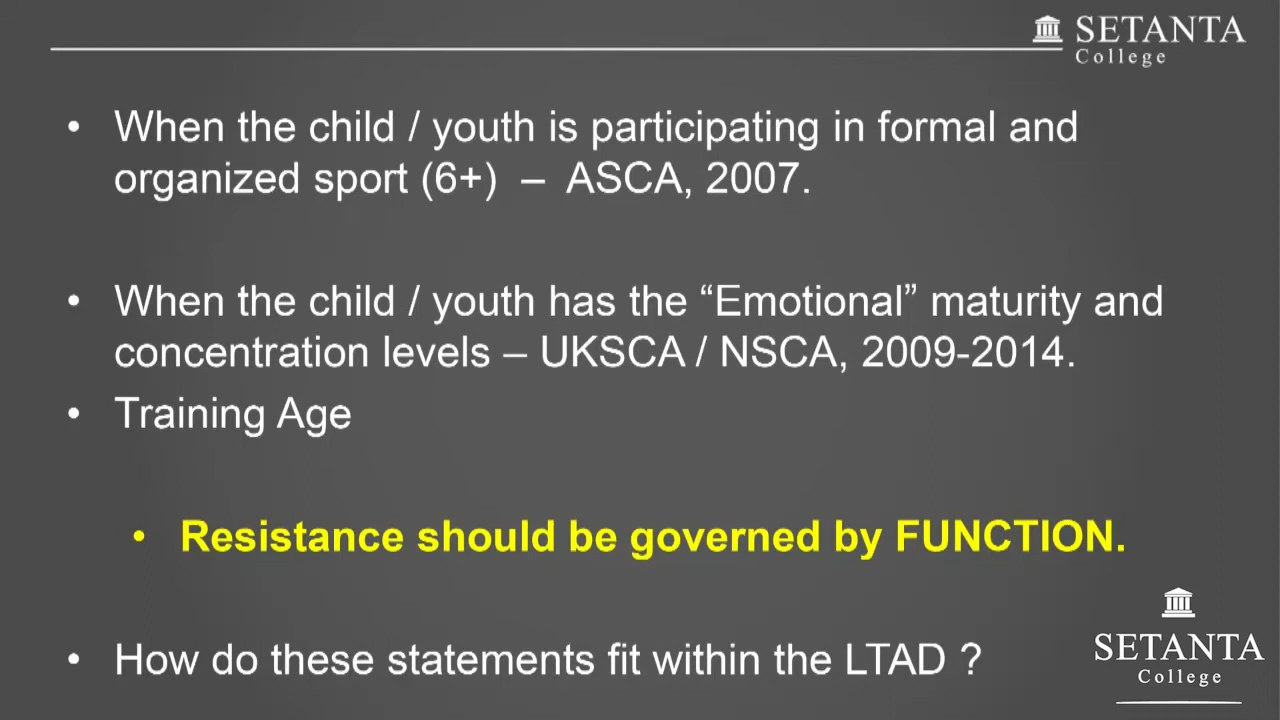 SETANTA
College
• When the child / youth is participating in formal and
organized sport (6+) – ASCA, 2007.
• When the child / youth has the “Emotional” maturity and
concentration levels – UKSCA / NSCA, 2009-2014.
• Training Age
• Resistance should be governed by FUNCTION.
• How do these statements fit within the LTAD ?
SETANTA
College